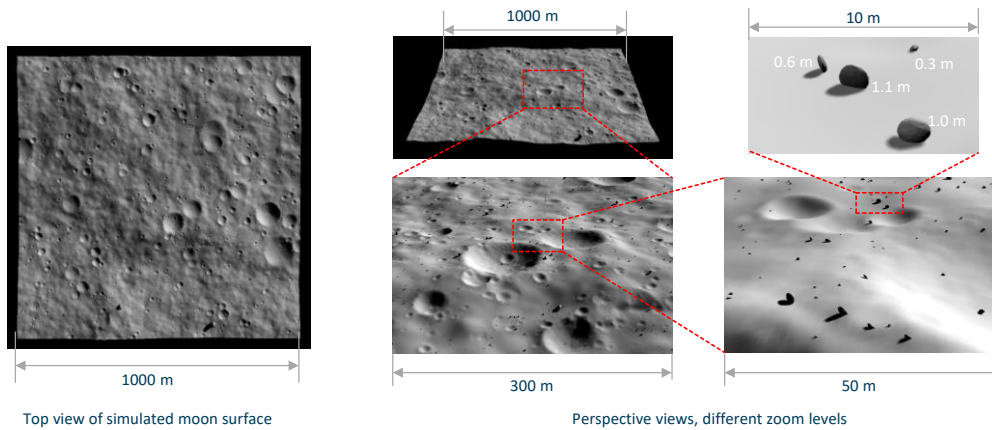 1000 m
10 m
0.6 m
0.3 m
1.1 m
1.0 m
1000 m
300 m
50 m
Top view of simulated moon surface
Perspective views, different zoom levels